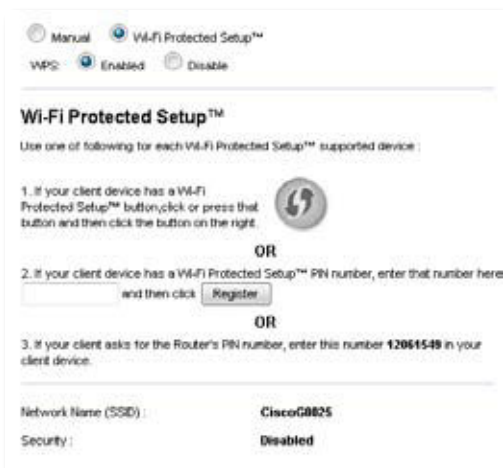 Manual Wi-Fi Protected Setup™
WPS: Enabled Disable
Wi-Fi Protected Setup™
Use one of following for each Wi-Fi Protected Setup™ supported device :
1. If your client device has a Wi-Fi
Protected Setup™ button,click or press that
button and then click the button on the right.
OR
2. If your client device has a Wi-Fi Protected Setup™ PIN number, enter that number here
and then click Register
OR
3. If your client asks for the Router's PIN number, enter this number 12061549 in your
client device.
Network Name (SSID) : CiscoG0025
Security : Disabled